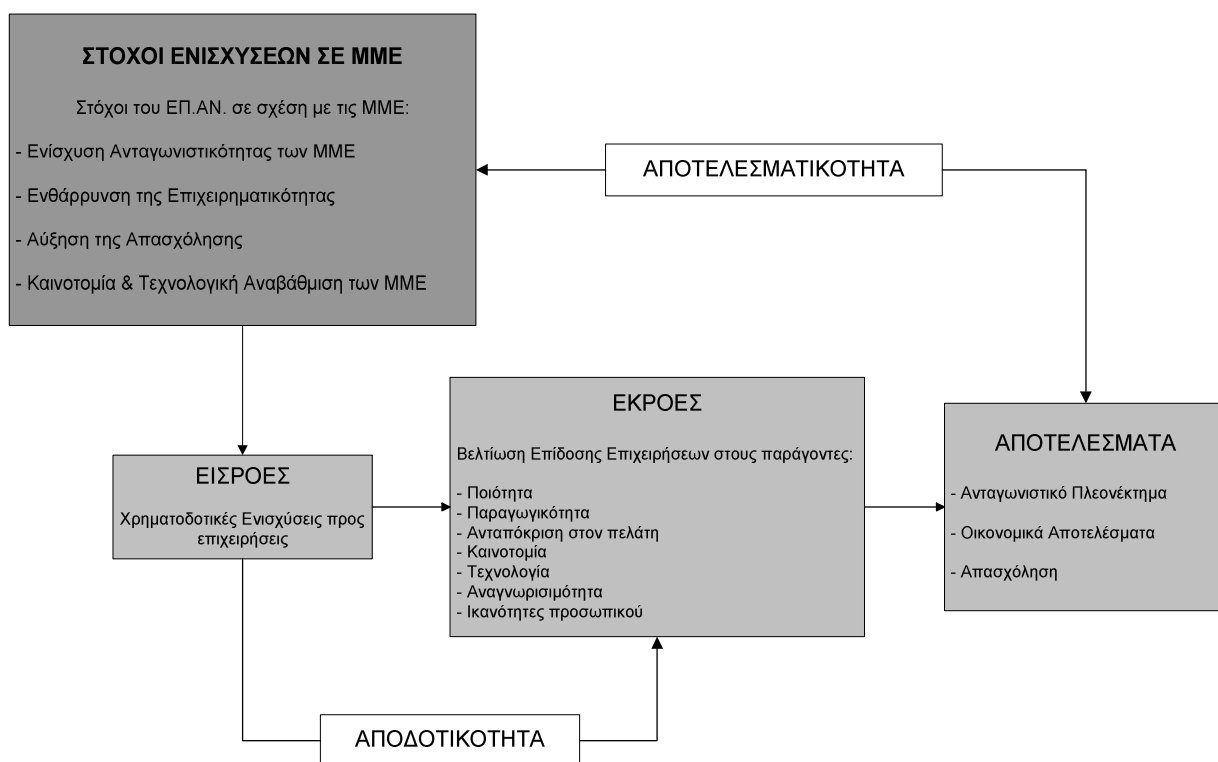 ΣΤΟΧΟΙ ΕΝΙΣΧΥΣΕΩΝ ΣΕ ΜΜΕ
Στόχοι του ΕΠ.ΑΝ. σε σχέση με τις ΜΜΕ:
- Ενίσχυση Ανταγωνιστικότητας των ΜΜΕ
- Ενθάρρυνση της Επιχειρηματικότητας
- Αύξηση της Απασχόλησης
- Καινοτομία & Τεχνολογική Αναβάθμιση των ΜΜΕ
ΑΠΟΤΕΛΕΣΜΑΤΙΚΟΤΗΤΑ
ΕΙΣΡΟΕΣ
Χρηματοδοτικές Ενισχύσεις προς
επιχειρήσεις
ΕΚΡΟΕΣ
Βελτίωση Επίδοσης Επιχειρήσεων στους παράγοντες:
- Ποιότητα
- Παραγωγικότητα
- Ανταπόκριση στον πελάτη
- Καινοτομία
- Τεχνολογία
- Αναγνωρισιμότητα
- Ικανότητες προσωπικού
ΑΠΟΤΕΛΕΣΜΑΤΑ
- Ανταγωνιστικό Πλεονέκτημα
- Οικονομικά Αποτελέσματα
- Απασχόληση
ΑΠΟΔΟΤΙΚΟΤΗΤΑ